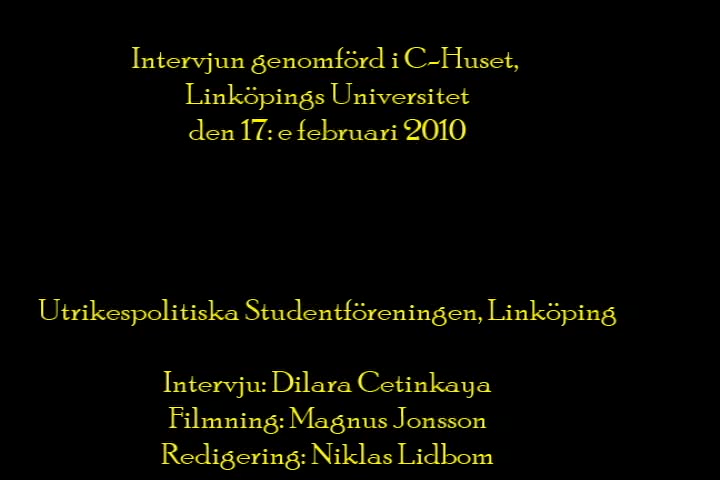 Intervjun genomförd i C-Huset,
Linköpings Universitet
den 17: e februari 2010
Utrikespolitiska Studentföreningen, Linköping
Intervju: Dilara Cetinkaya
Filmning: Magnus Jonsson
Redigering: Niklas Lidbom